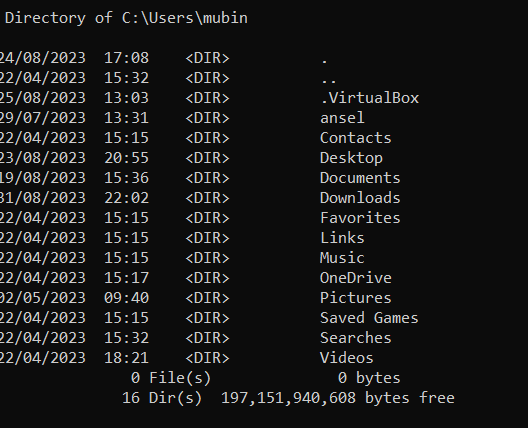 Directory of C:\Users\mubin
24/08/2023  17:08    <DIR>          .
22/04/2023  15:32    <DIR>          ..
25/08/2023  13:03    <DIR>          .VirtualBox
29/07/2023  13:31    <DIR>          ansel
22/04/2023  15:15    <DIR>          Contacts
23/08/2023  20:55    <DIR>          Desktop
19/08/2023  15:36    <DIR>          Documents
31/08/2023  22:02    <DIR>          Downloads
22/04/2023  15:15    <DIR>          Favorites
22/04/2023  15:15    <DIR>          Links
22/04/2023  15:15    <DIR>          Music
22/04/2023  15:17    <DIR>          OneDrive
02/05/2023  09:40    <DIR>          Pictures
22/04/2023  15:15    <DIR>          Saved Games
22/04/2023  15:32    <DIR>          Searches
22/04/2023  18:21    <DIR>          Videos
0 File(s)              0 bytes
16 Dir(s)  197,151,940,608 bytes free